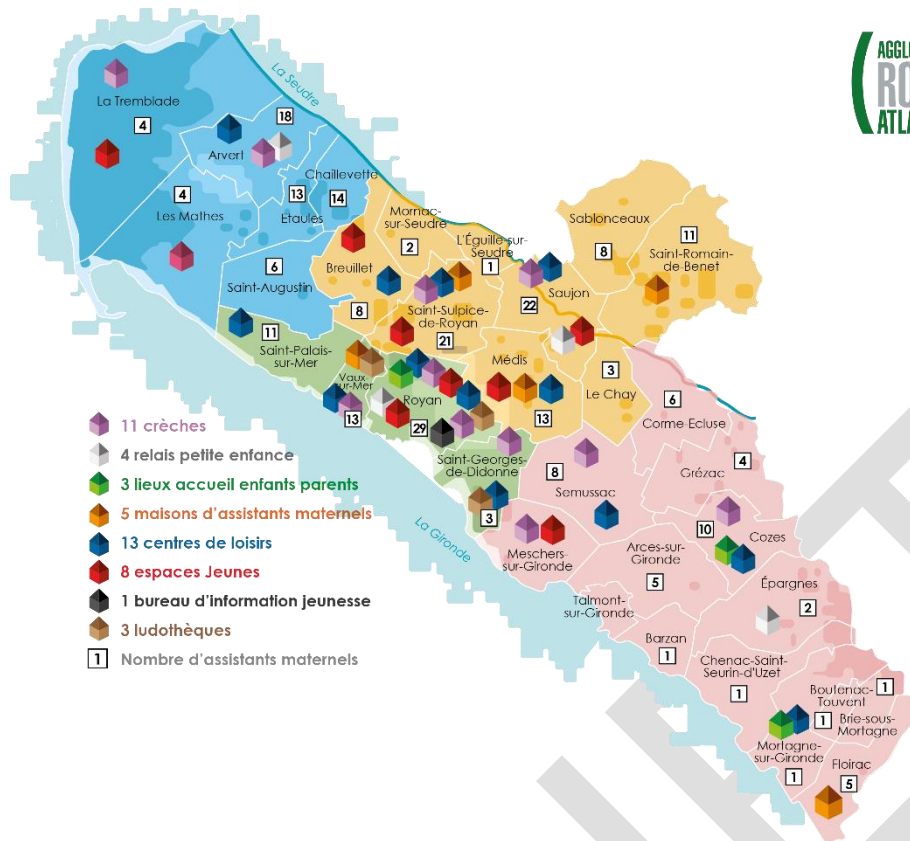 AGGLO
RO
ATLA
La Seudre
La Tremblade
4
18
Arvert
Chaillevette
13
14
Etaules
4
Les Mathes
6
Saint-Augustin
Mornac-
sur-Seudre
2
L'Éguille-sur-
Seudre
1
Breuillet
8
Saint-Sulpice-
de-Royan
21
Sablonceaux
8
11
Saint-Romain-
de-Benet
Saujon
22
Médis
13
3
Le Chay
11
Saint-Palais-
sur-Mer
Vaux-
sur-Mer
13
Royan
29
Saint-Georges-
de-Didonne
3
La Gironde
6
Corme-Ecluse
4
Grézac
8
Semussac
10
Cozes
Meschers-
sur-Gironde
Arces-sur-
Gironde
5
Épargnes
2
Talmont-
sur-Gironde
Barzan
1
Chenac-Saint-
Seurin-d'Uzet
1
Boutenac-
Touvent
1
1
Brie-sous-
Mortagne
Mortagne-
sur-Gironde
1
Floirac
5
11 crèches
4 relais petite enfance
3 lieux accueil enfants parents
5 maisons d'assistants maternels
13 centres de loisirs
8 espaces Jeunes
1 bureau d'information jeunesse
3 ludothèques
1 Nombre d'assistants maternels